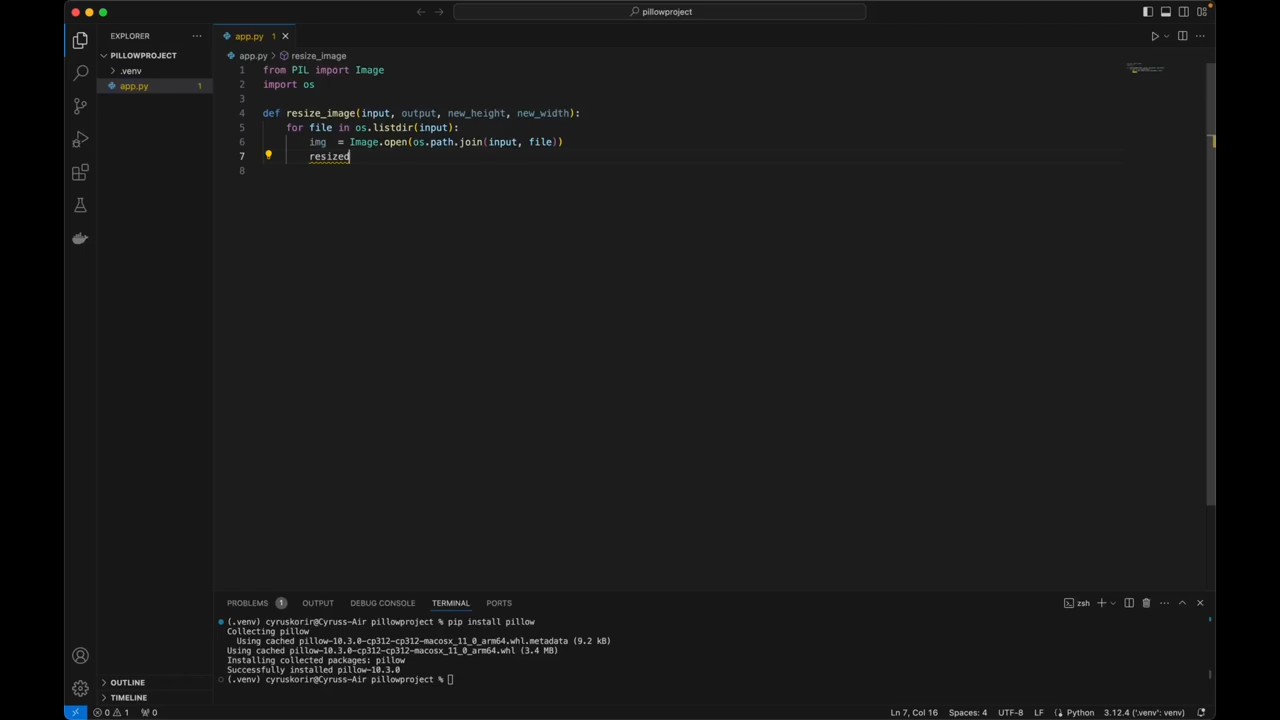 pillowproject
EXPLORER
PILLOWPROJECT
.venv
app.py 1
app.py 1
app.py > resize_image
1 from PIL import Image
2 import os
3
4 def resize_image(input, output, new_height, new_width):
5 for file in os.listdir(input):
6 img  = Image.open(os.path.join(input, file))
7 resized
8
PROBLEMS 1 OUTPUT DEBUG CONSOLE TERMINAL PORTS
zsh
(.venv) cyruskorir@Cyruss-Air pillowproject % pip install pillow
Collecting pillow
Using cached pillow-10.3.0-cp312-cp312-macosx_11_0_arm64.whl.metadata (9.2 kB)
Using cached pillow-10.3.0-cp312-cp312-macosx_11_0_arm64.whl (3.4 MB)
Installing collected packages: pillow
Successfully installed pillow-10.3.0
(.venv) cyruskorir@Cyruss-Air pillowproject %
OUTLINE
TIMELINE
0 1 0
Ln 7, Col 16 Spaces: 4 UTF-8 LF Python 3.12.4 ('.venv': venv)